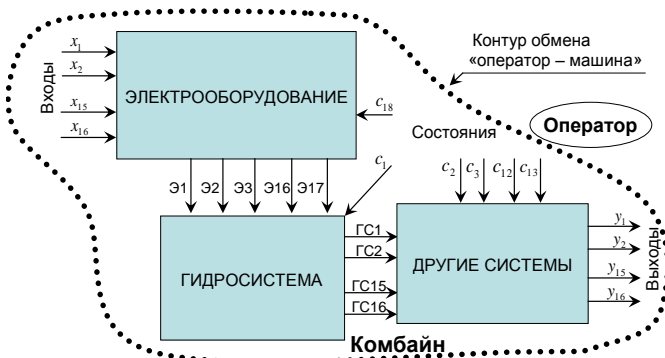 x1
x2
x15
x16
Входы
ЭЛЕКТРООБОРУДОВАНИЕ
c18
Контур обмена
«оператор – машина»
Оператор
Состояния
c1
c2
c3
c12
c13
Э1
Э2
Э3
Э16
Э17
ГИДРОСИСТЕМА
ГС1
ГС2
ГС15
ГС16
ДРУГИЕ СИСТЕМЫ
y1
y2
y15
y16
Выходы
Комбайн